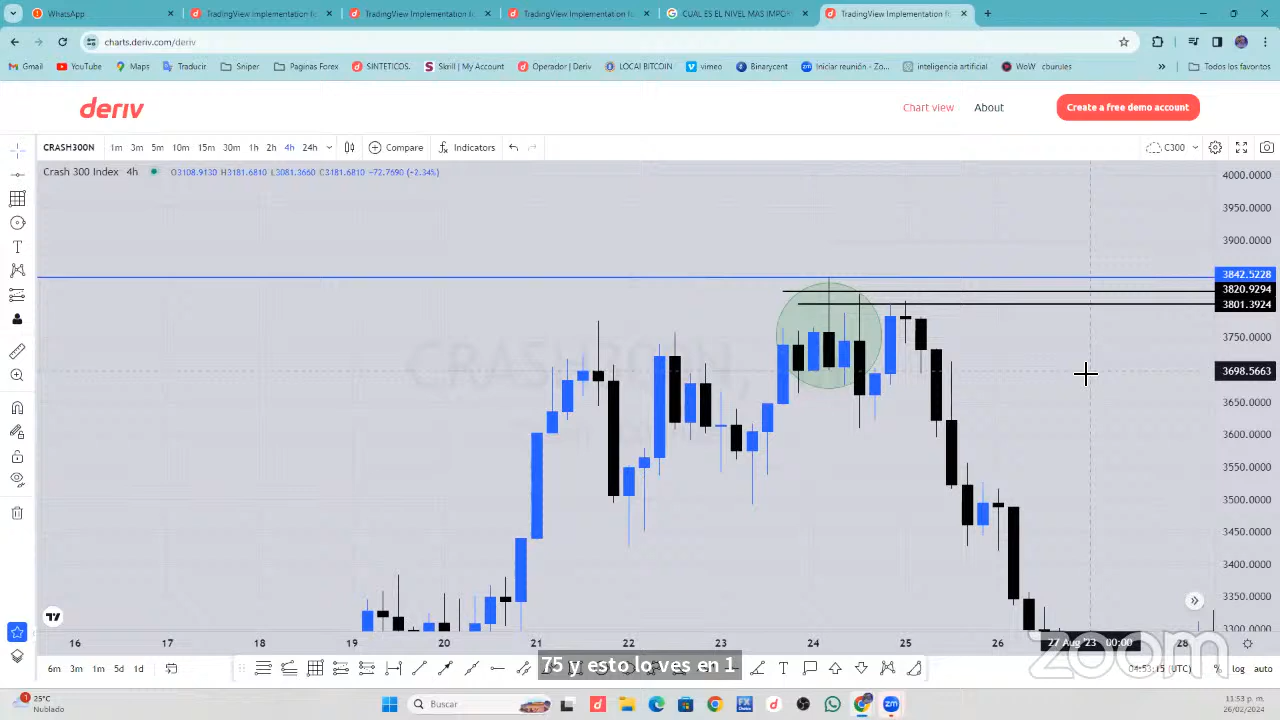 WhatsApp
TradingView Implementation fo
TradingView Implementation fo
TradingView Implementation fo
CUAL ES EL NIVEL MAS IMPOR
TradingView Implementation fo
charts.deriv.com/deriv
Gmail
YouTube
Maps
Traducir
Sniper
Paginas Forex
SINTETICOS.
Skrill | My Account
Operador | Deriv
LOCAl BITCOIN
vimeo
Binarycent
Iniciar reunión - Zo...
inteligencia artificial
WoW cburules
Todos los favoritos
deriv
Chart view
About
Create a free demo account
CRASH300N
1m 3m 5m 10m 15m 30m 1h 2h 4h 24h
Compare
Indicators
C300
Crash 300 Index 4h
O3108.9130 H3181.6810 L3081.3660 C3181.6810 −72.7690 (−2.34%)
CRASH300N,
4000.0000
3950.0000
3900.0000
3842.5228
3820.9294
3801.3924
3750.0000
3698.5663
3650.0000
3600.0000
3550.0000
3500.0000
3450.0000
3400.0000
3350.0000
3300.0000
16 17 18 19 20 21 22 23 24 25 26 27 Aug '23 00:00 28
zoom
6m 3m 1m 5d 1d
75 y esto lo ves en 1
04:53:15 (UTC)
% log auto
25°C
Nublado
Buscar
11:53 p.m.
26/02/2024